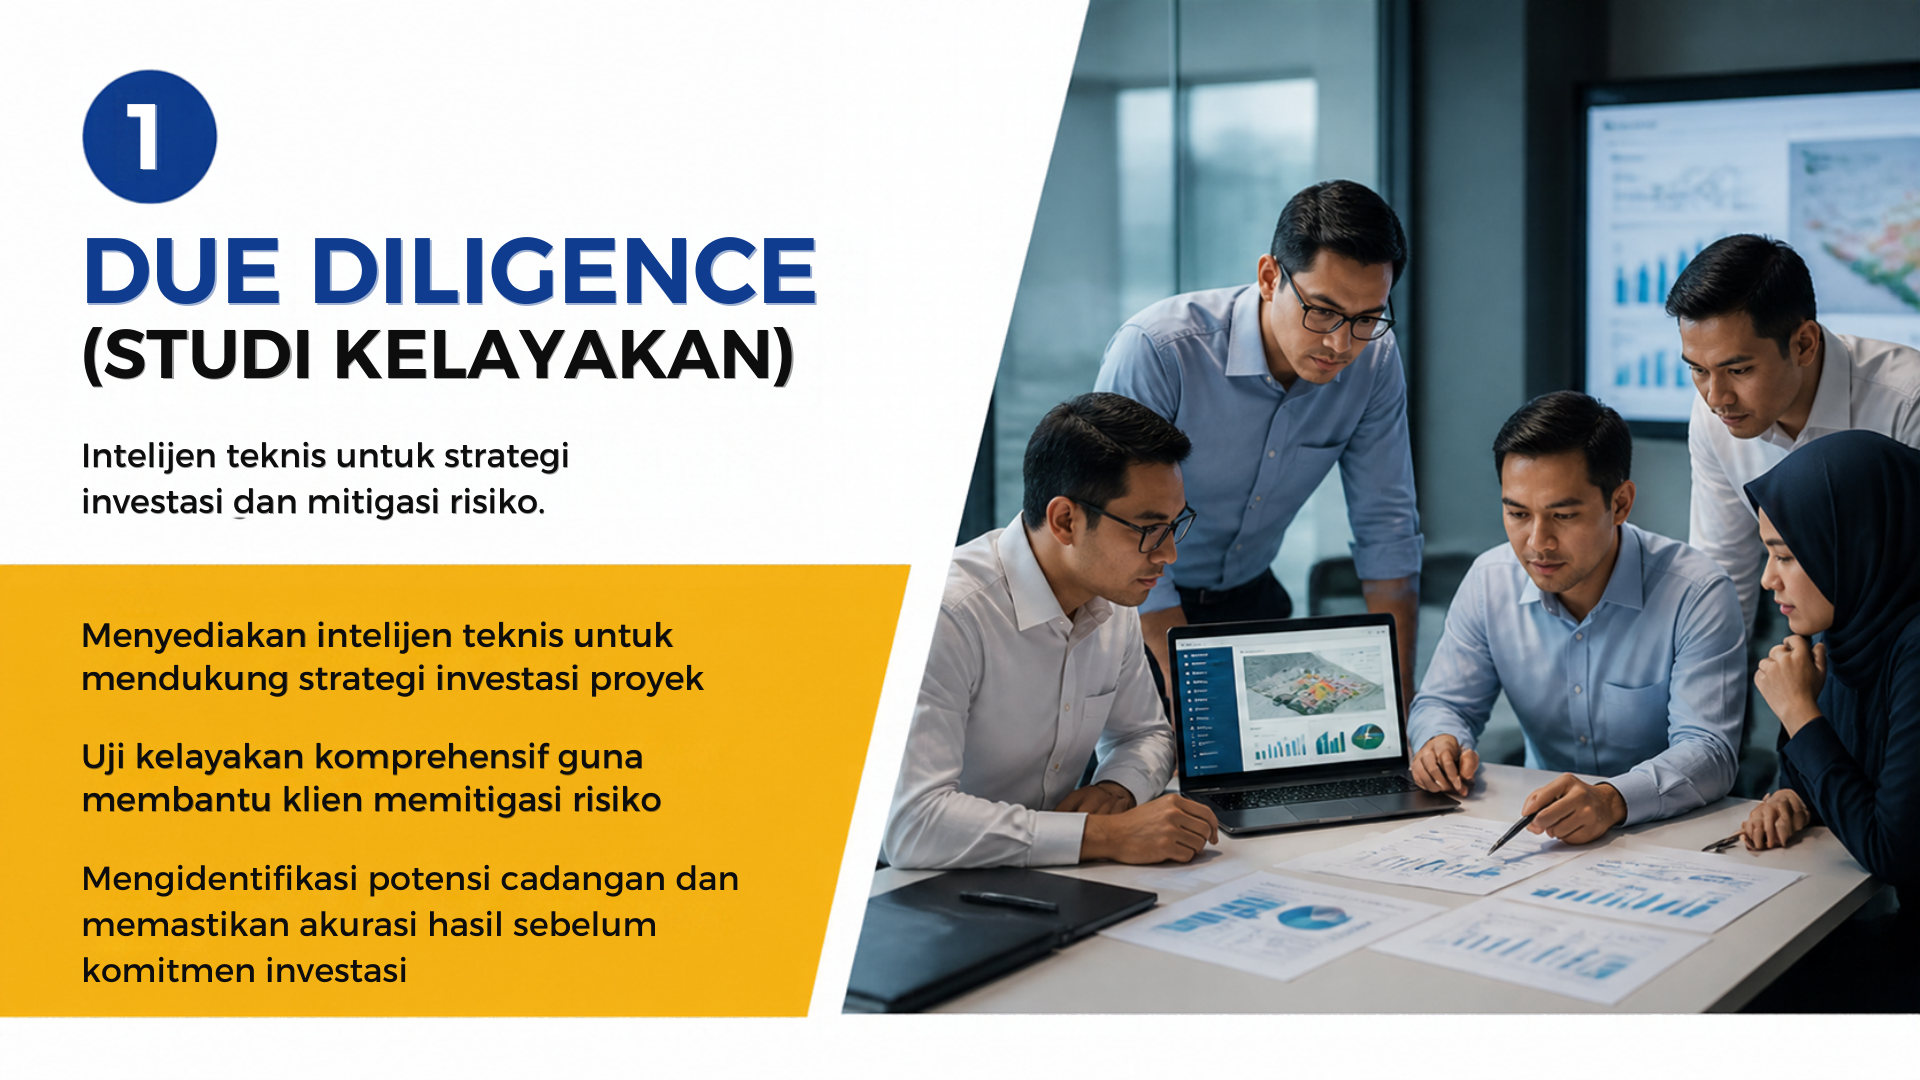 1
DUE DILIGENCE
(STUDI KELAYAKAN)
Intelijen teknis untuk strategi
investasi dan mitigasi risiko.
Menyediakan intelijen teknis untuk
mendukung strategi investasi proyek
Uji kelayakan komprehensif guna
membantu klien memitigasi risiko
Mengidentifikasi potensi cadangan dan
memastikan akurasi hasil sebelum
komitmen investasi